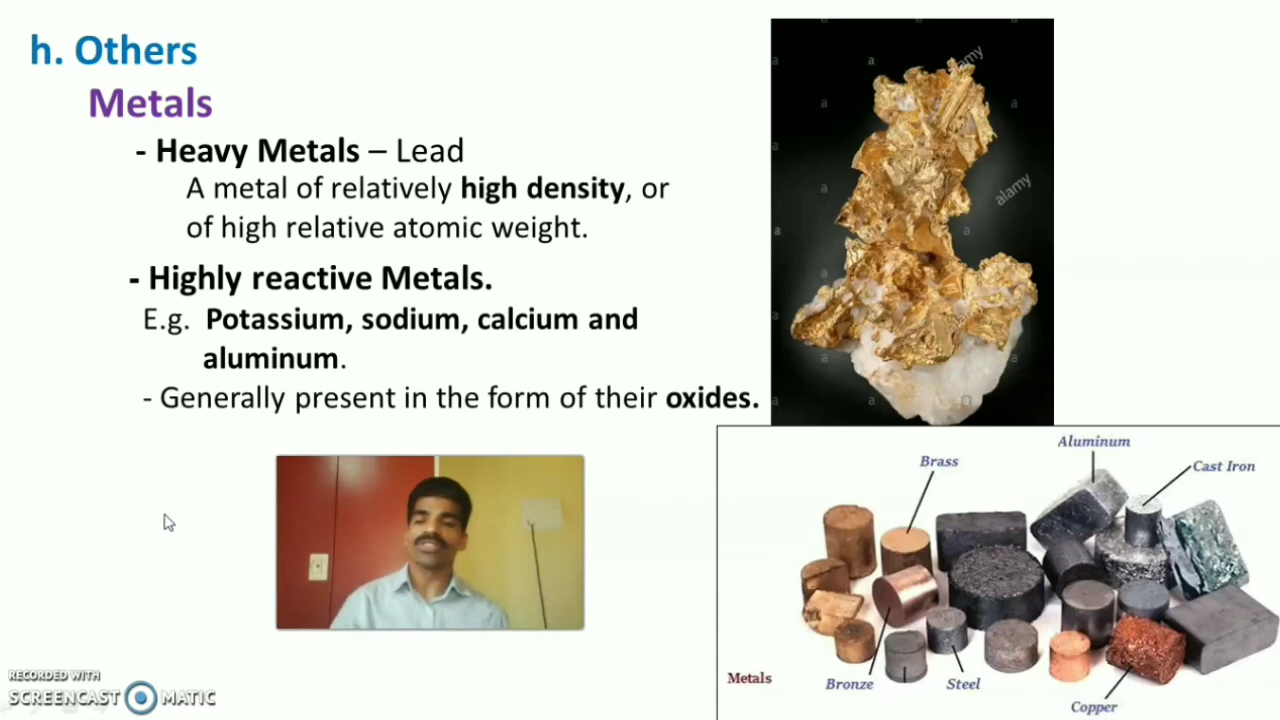 h. Others
Metals
- Heavy Metals – Lead
A metal of relatively high density, or
of high relative atomic weight.
- Highly reactive Metals.
E.g. Potassium, sodium, calcium and
aluminum.
- Generally present in the form of their oxides.
a
alamy
a
a
a
a
alamy
a
a
a
a
a
a
a
a
Aluminum
Brass
Cast Iron
Metals
Bronze
Steel
Copper
RECORDED WITH
SCREENCAST MATIC